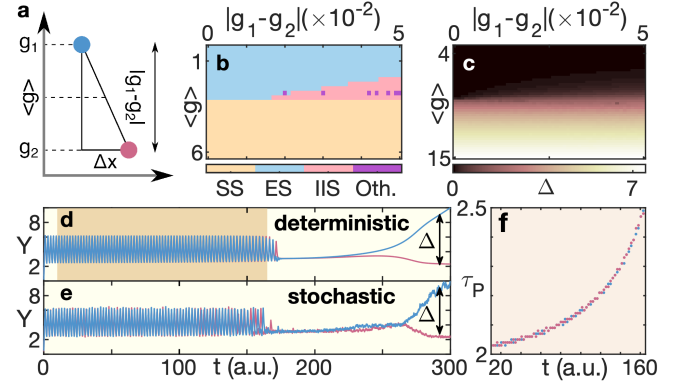 a
g₁
<g>
g₂
|g₁-g₂|
Δx
|g₁-g₂|(×10⁻²)
0 5
b
1
<g>
6
SS ES IIS Oth.
|g₁-g₂|(×10⁻²)
0 5
c
4
<g>
15
0 Δ 7
d
deterministic
8
Y
2
Δ
e
stochastic
8
Y
2
Δ
0 100 t (a.u.) 200 300
f
2.5
τP
2
20 t (a.u.) 160